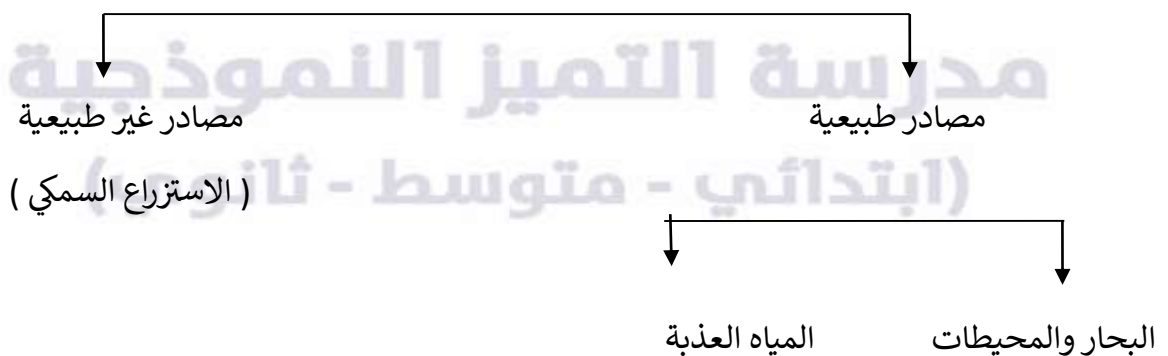 مدرسة التميز النموذجية
مصادر طبيعية
مصادر غير طبيعية
(ابتدائي - متوسط - ثانوي)
( الاستزراع السمكي )
البحار والمحيطات
المياه العذبة